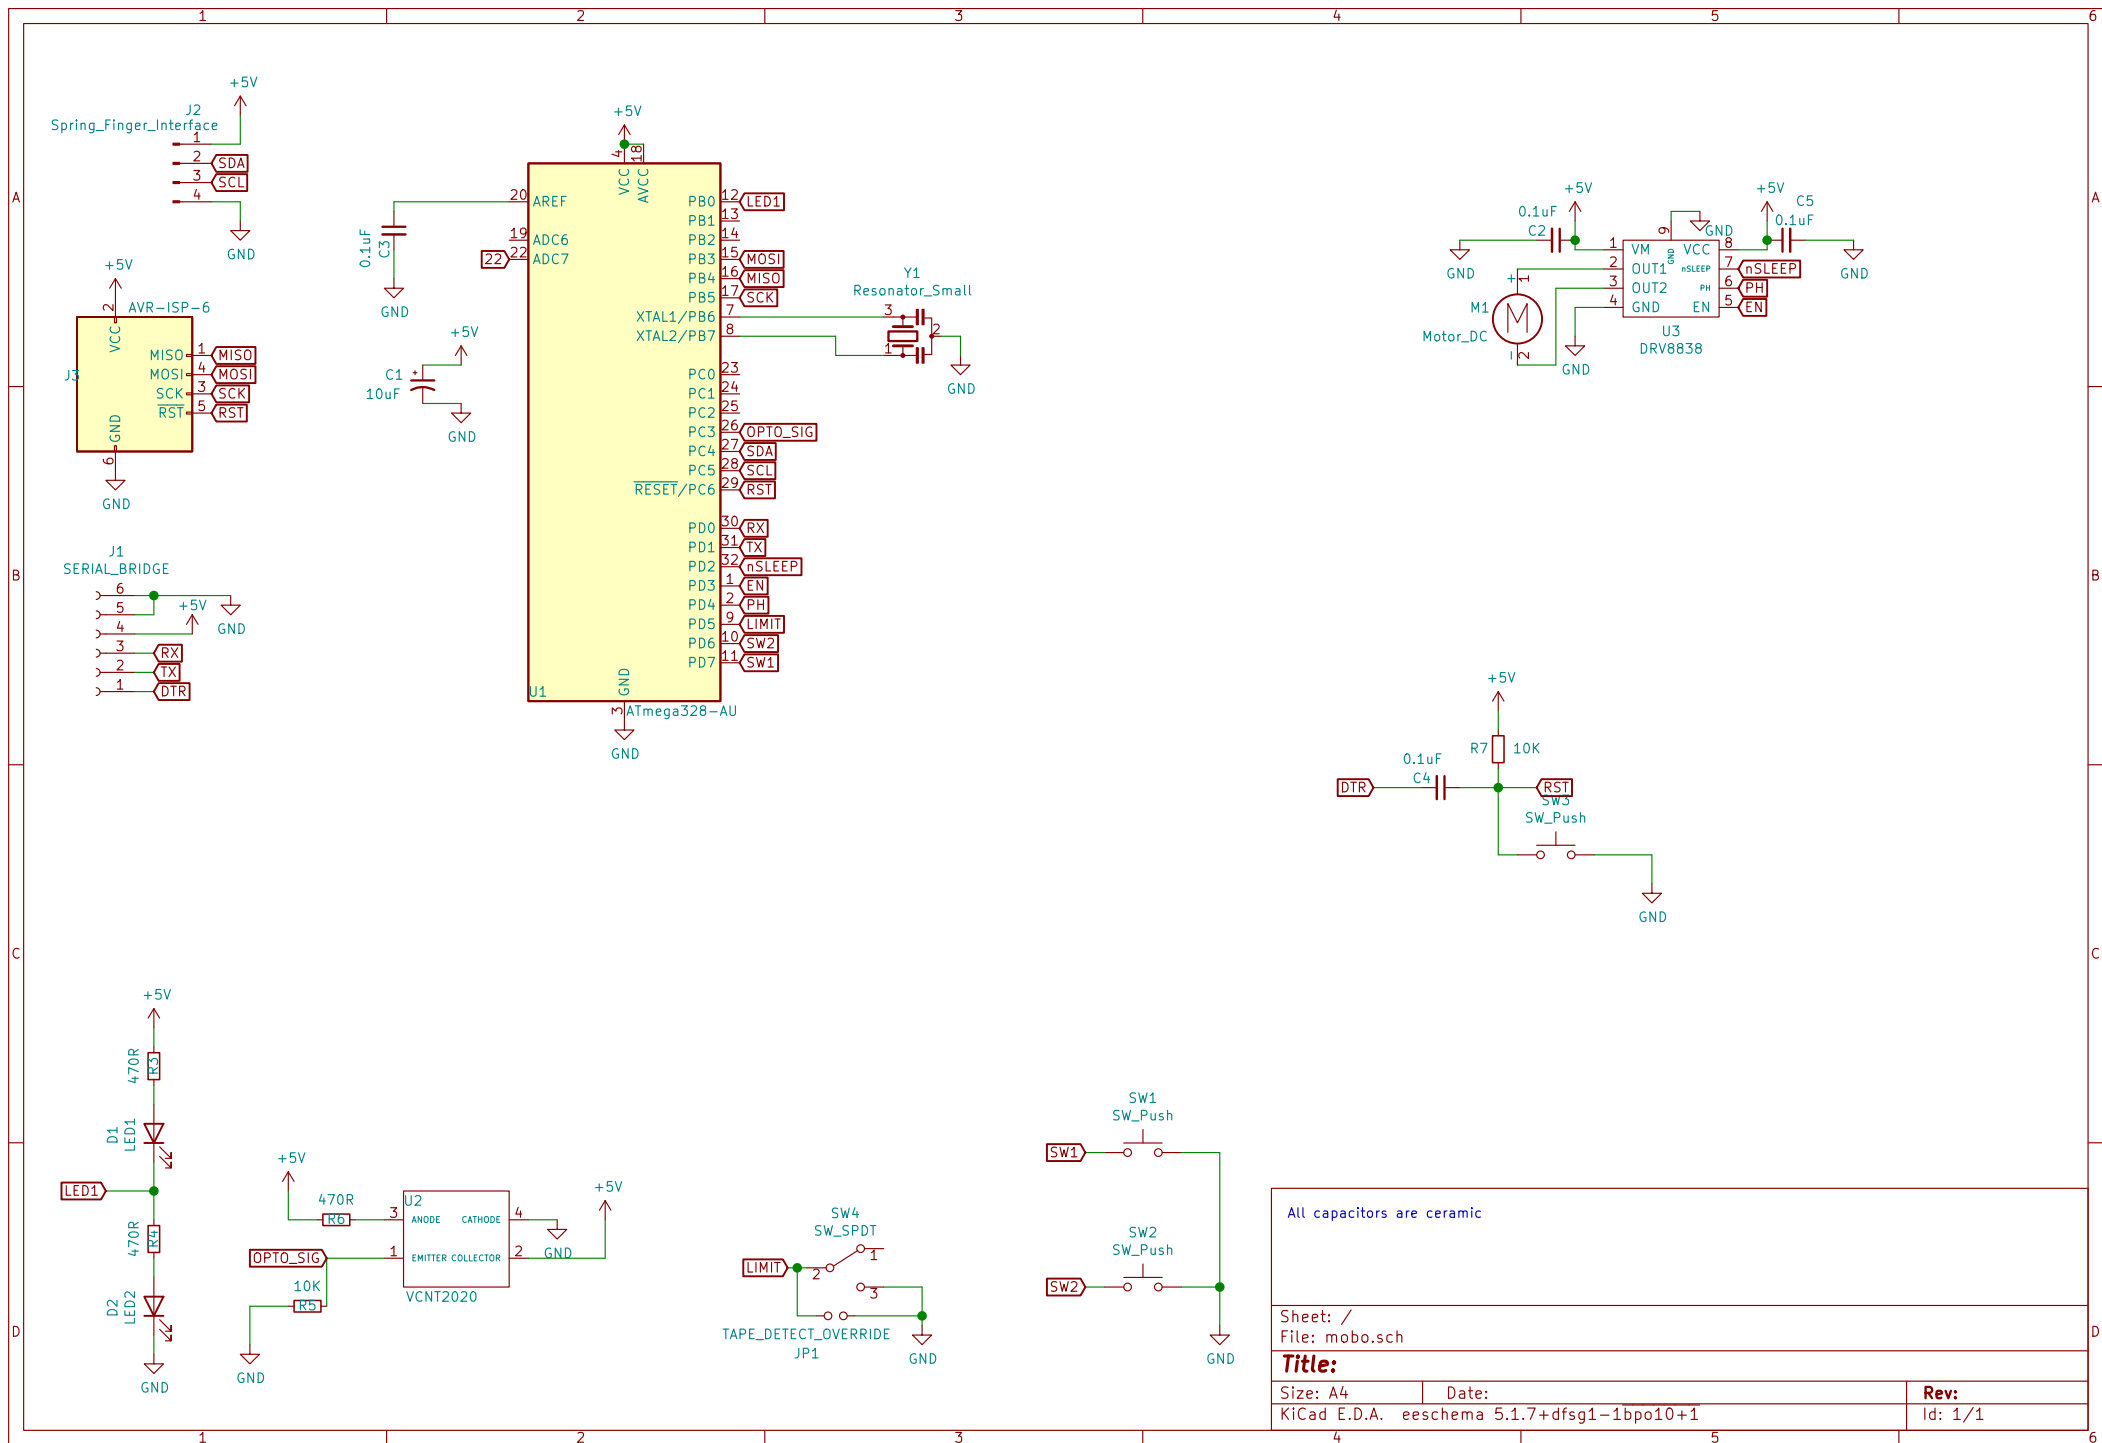 1 2 3 4 5 6
A A
B B
C C
D D
1 2 3 4 5 6
+5V
J2
Spring_Finger_Interface
1
2 SDA
3 SCL
4
GND
+5V
2
AVR-ISP-6
VCC
J3
MISO 1 MISO
MOSI 4 MOSI
SCK 3 SCK
RST 5 RST
GND
6
GND
J1
SERIAL_BRIDGE
6
5
+5V
4
GND
3 RX
2 TX
1 DTR
0.1uF
C3
GND
+5V
C1
10uF
+
GND
+5V
4 18
VCC AVCC
20 AREF
19 ADC6
22 22 ADC7
PB0 12 LED1
PB1 13
PB2 14
PB3 15 MOSI
PB4 16 MISO
PB5 17 SCK
XTAL1/PB6 7
XTAL2/PB7 8
PC0 23
PC1 24
PC2 25
PC3 26 OPTO_SIG
PC4 27 SDA
PC5 28 SCL
RESET/PC6 29 RST
PD0 30 RX
PD1 31 TX
PD2 32 nSLEEP
PD3 1 EN
PD4 2 PH
PD5 9 LIMIT
PD6 10 SW2
PD7 11 SW1
GND
U1
3 ATmega328-AU
GND
Y1
Resonator_Small
3
2
1
GND
+5V
0.1uF
C2
GND
9
GND
+5V
C5
0.1uF
GND
1 VM GND VCC 8
2 OUT1 nSLEEP 7 nSLEEP
3 OUT2 PH 6 PH
4 GND EN 5 EN
U3
DRV8838
GND
+ 1
M1 M
Motor_DC
- 2
+5V
R7 10K
0.1uF
C4
DTR
RST
SW3
SW_Push
GND
+5V
470R
R3
D1
LED1
LED1
470R
R4
D2
LED2
GND
+5V
470R
R6
U2
3 ANODE CATHODE 4
1 EMITTER COLLECTOR 2
VCNT2020
OPTO_SIG
10K
R5
GND
GND
+5V
SW4
SW_SPDT
LIMIT
1
2
3
TAPE_DETECT_OVERRIDE
JP1
GND
SW1
SW_Push
SW1
SW2
SW_Push
SW2
GND
All capacitors are ceramic
Sheet: /
File: mobo.sch
Title:
Size: A4 Date: Rev:
KiCad E.D.A. eeschema 5.1.7+dfsg1-1bpo10+1 Id: 1/1